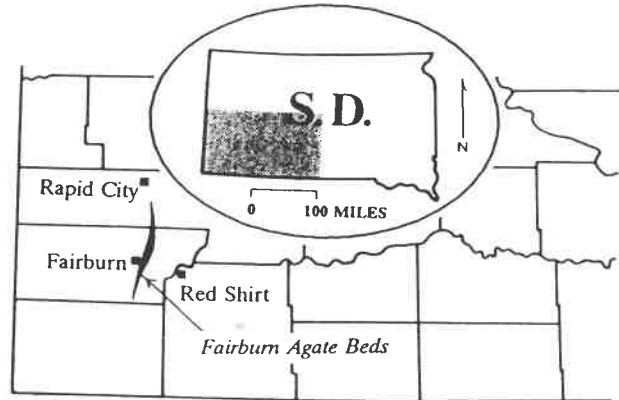 S.D.
N
0 100 MILES
Rapid City
Fairburn
Red Shirt
Fairburn Agate Beds